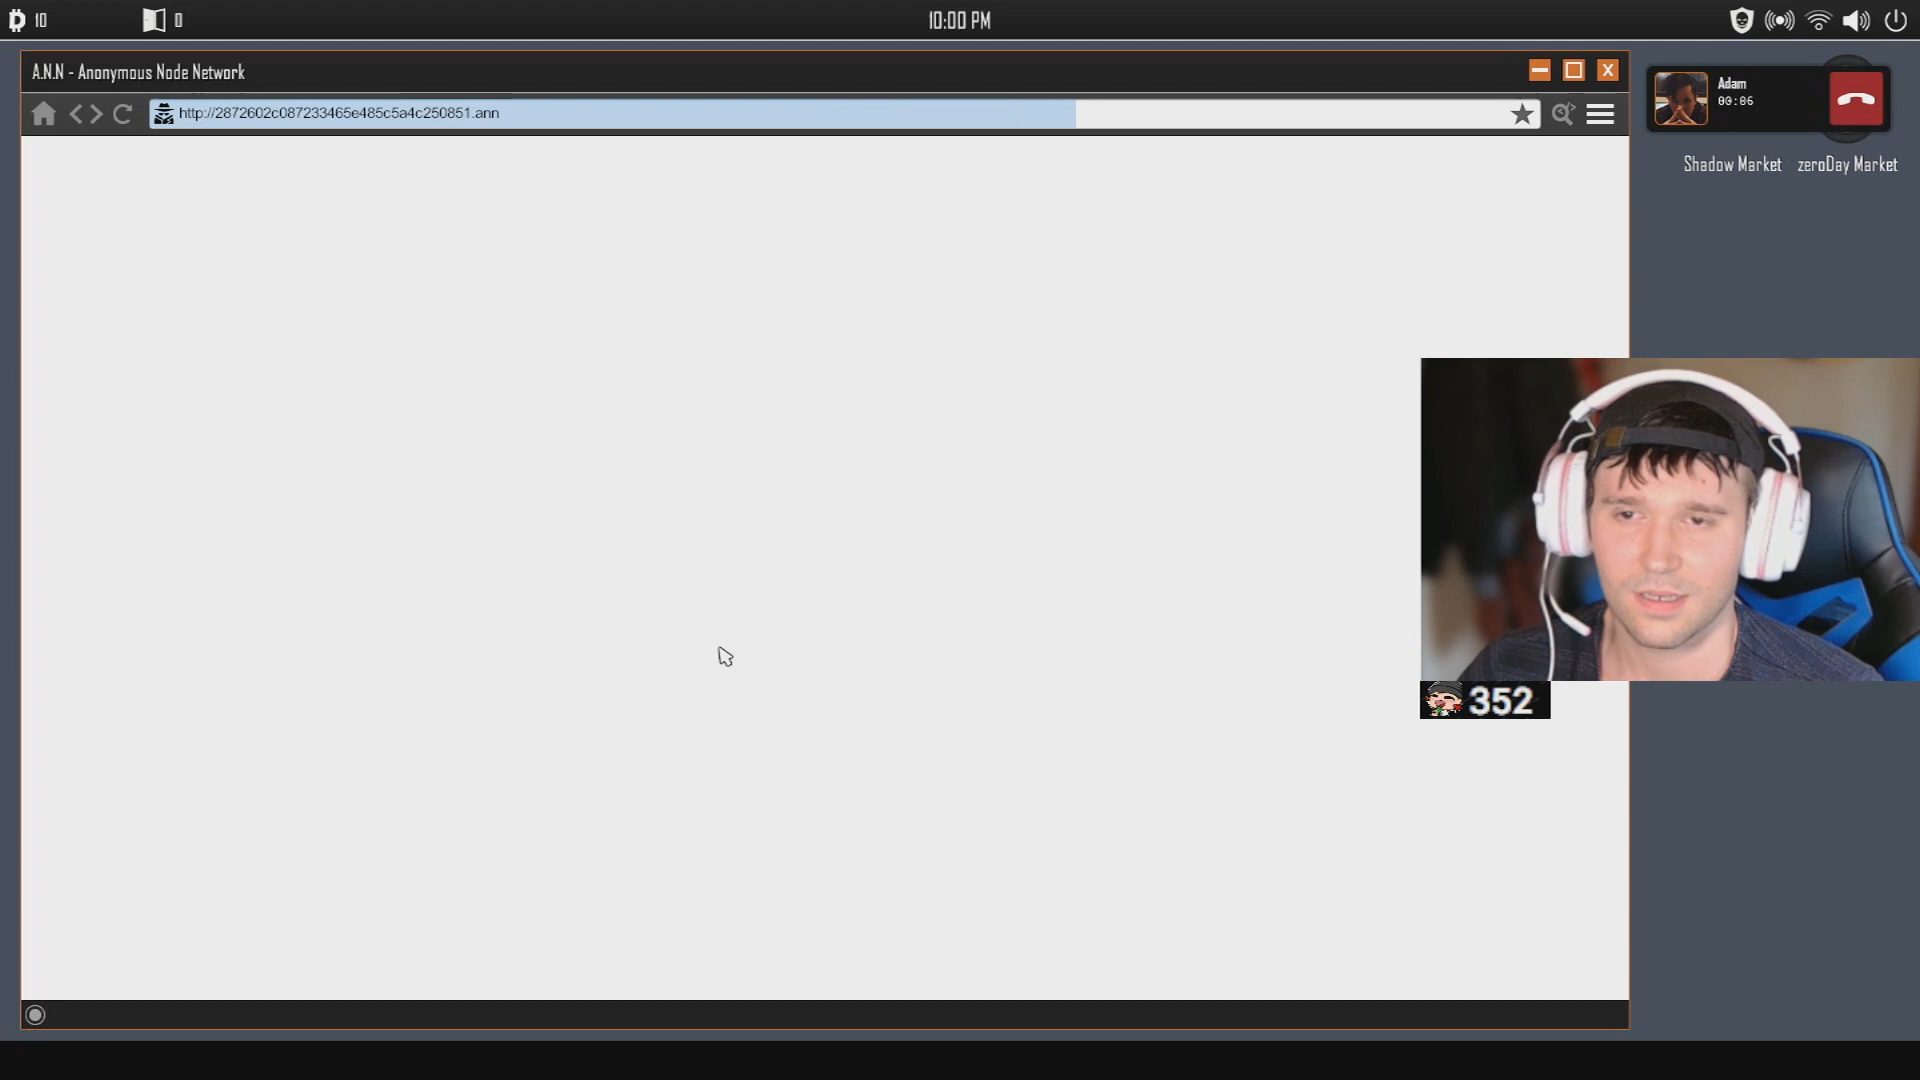 10
0
10:00 PM
A.N.N - Anonymous Node Network
http://2872602c087233465e485c5a4c250851.ann
Adam
00:06
Shadow Market
zeroDay Market
352